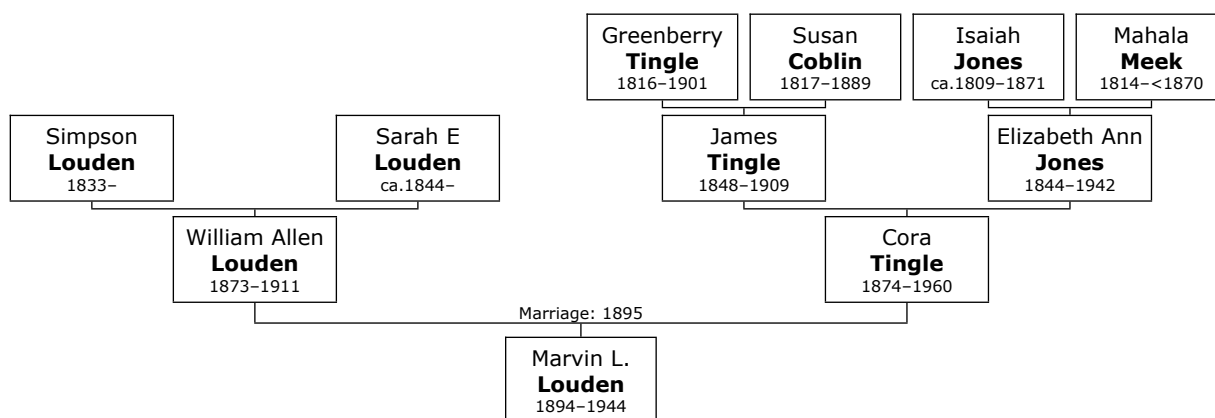 Greenberry
Tingle
1816–1901
Susan
Coblin
1817–1889
Isaiah
Jones
ca.1809–1871
Mahala
Meek
1814–<1870
Simpson
Louden
1833–
Sarah E
Louden
ca.1844–
James
Tingle
1848–1909
Elizabeth Ann
Jones
1844–1942
William Allen
Louden
1873–1911
Cora
Tingle
1874–1960
Marriage: 1895
Marvin L.
Louden
1894–1944